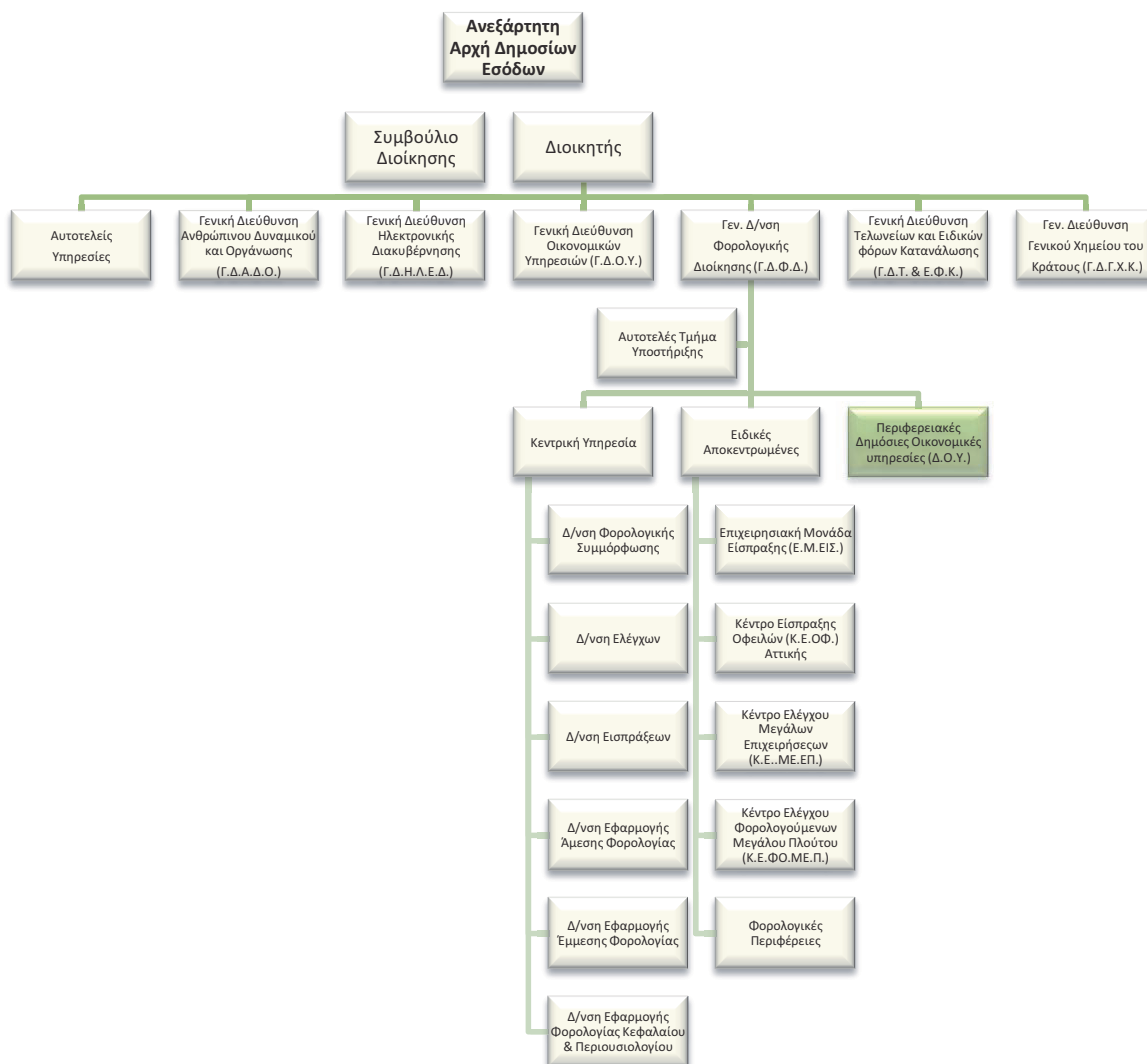 Ανεξάρτητη
Αρχή Δημοσίων
Εσόδων
Συμβούλιο
Διοίκησης
Διοικητής
Αυτοτελείς
Υπηρεσίες
Γενική Διεύθυνση
Ανθρώπινου Δυναμικού
και Οργάνωσης
(Γ.Δ.Α.Δ.Ο.)
Γενική Διεύθυνση
Ηλεκτρονικής
Διακυβέρνησης
(Γ.Δ.Η.Λ.Ε.Δ.)
Γενική Διεύθυνση
Οικονομικών
Υπηρεσιών (Γ.Δ.Ο.Υ.)
Γεν. Δ/νση
Φορολογικής
Διοίκησης (Γ.Δ.Φ.Δ.)
Γενική Διεύθυνση
Τελωνείων και Ειδικών
φόρων Κατανάλωσης
(Γ.Δ.Τ. & Ε.Φ.Κ.)
Γεν. Διεύθυνση
Γενικού Χημείου του
Κράτους (Γ.Δ.Γ.Χ.Κ.)
Αυτοτελές Τμήμα
Υποστήριξης
Κεντρική Υπηρεσία
Ειδικές
Αποκεντρωμένες
Περιφερειακές
Δημόσιες Οικονομικές
υπηρεσίες (Δ.Ο.Υ.)
Δ/νση Φορολογικής
Συμμόρφωσης
Επιχειρησιακή Μονάδα
Είσπραξης (Ε.Μ.ΕΙΣ.)
Δ/νση Ελέγχων
Κέντρο Είσπραξης
Οφειλών (Κ.Ε.ΟΦ.)
Αττικής
Δ/νση Εισπράξεων
Κέντρο Ελέγχου
Μεγάλων
Επιχειρήσεςων
(Κ.Ε..ΜΕ.ΕΠ.)
Δ/νση Εφαρμογής
Άμεσης Φορολογίας
Κέντρο Ελέγχου
Φορολογούμενων
Μεγάλου Πλούτου
(Κ.Ε.ΦΟ.ΜΕ.Π.)
Δ/νση Εφαρμογής
Έμμεσης Φορολογίας
Φορολογικές
Περιφέρειες
Δ/νση Εφαρμογής
Φορολογίας Κεφαλαίου
& Περιουσιολογίου